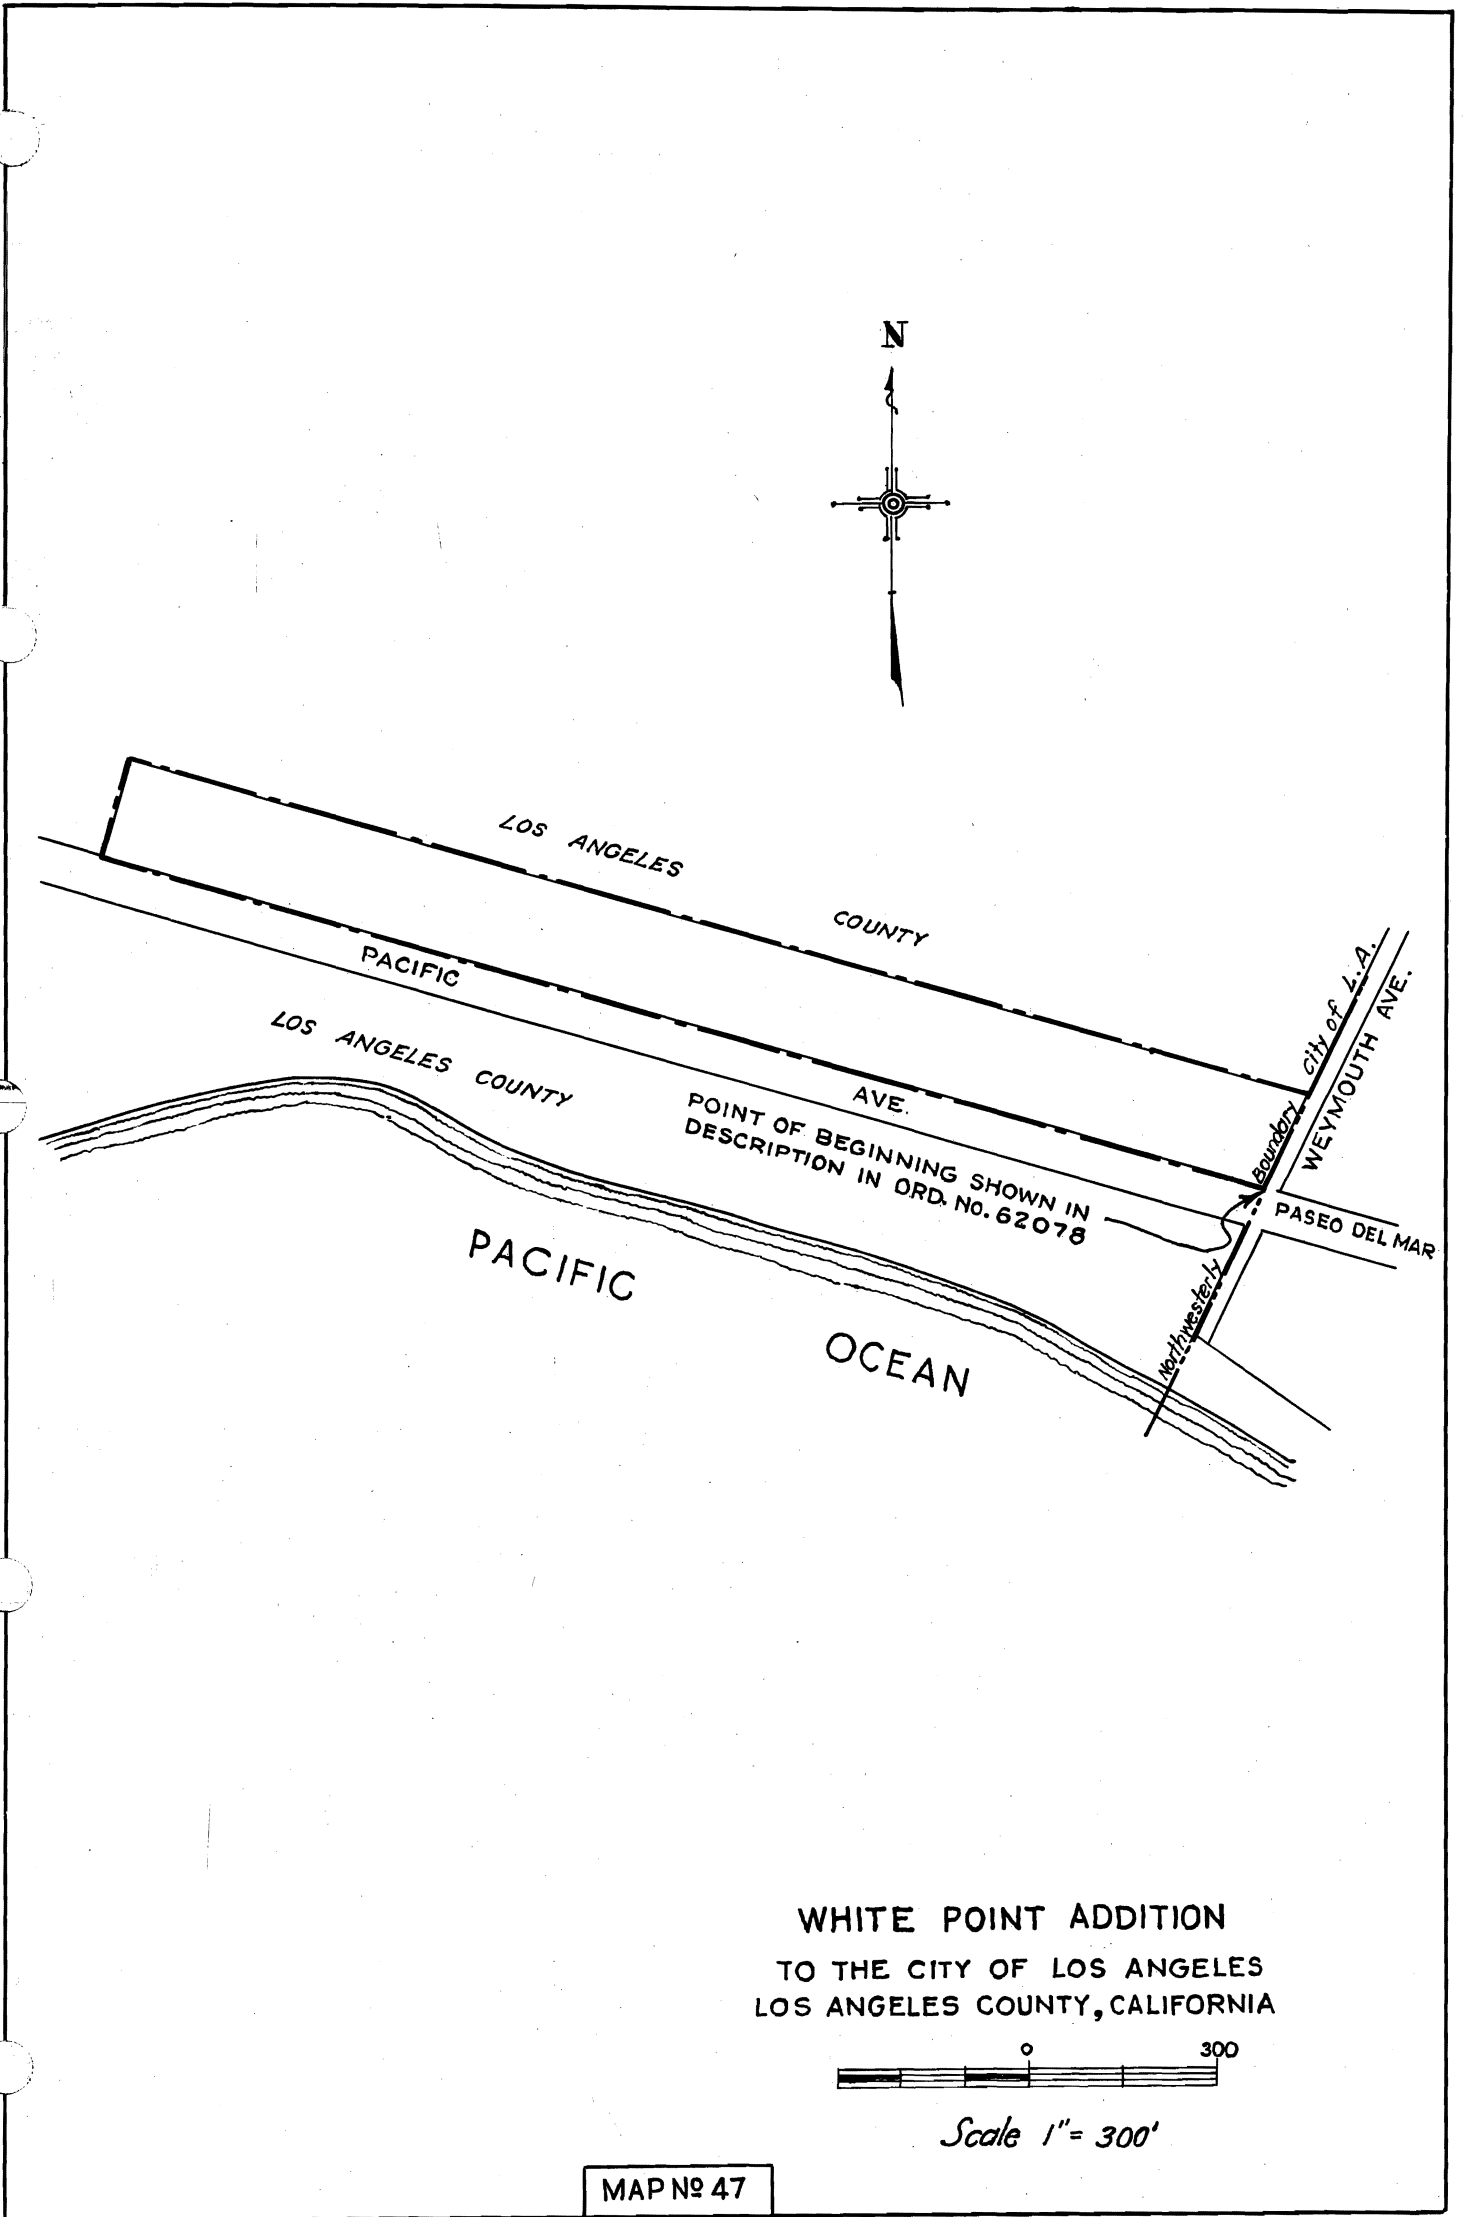 N
LOS ANGELES COUNTY
PACIFIC AVE.
LOS ANGELES COUNTY
POINT OF BEGINNING SHOWN IN
DESCRIPTION IN ORD. NO. 62078
Northwesterly Boundary City of L.A.
WEYMOUTH AVE.
PASEO DEL MAR
PACIFIC OCEAN
WHITE POINT ADDITION
TO THE CITY OF LOS ANGELES
LOS ANGELES COUNTY, CALIFORNIA
0 300
Scale 1"= 300'
MAP Nº 47